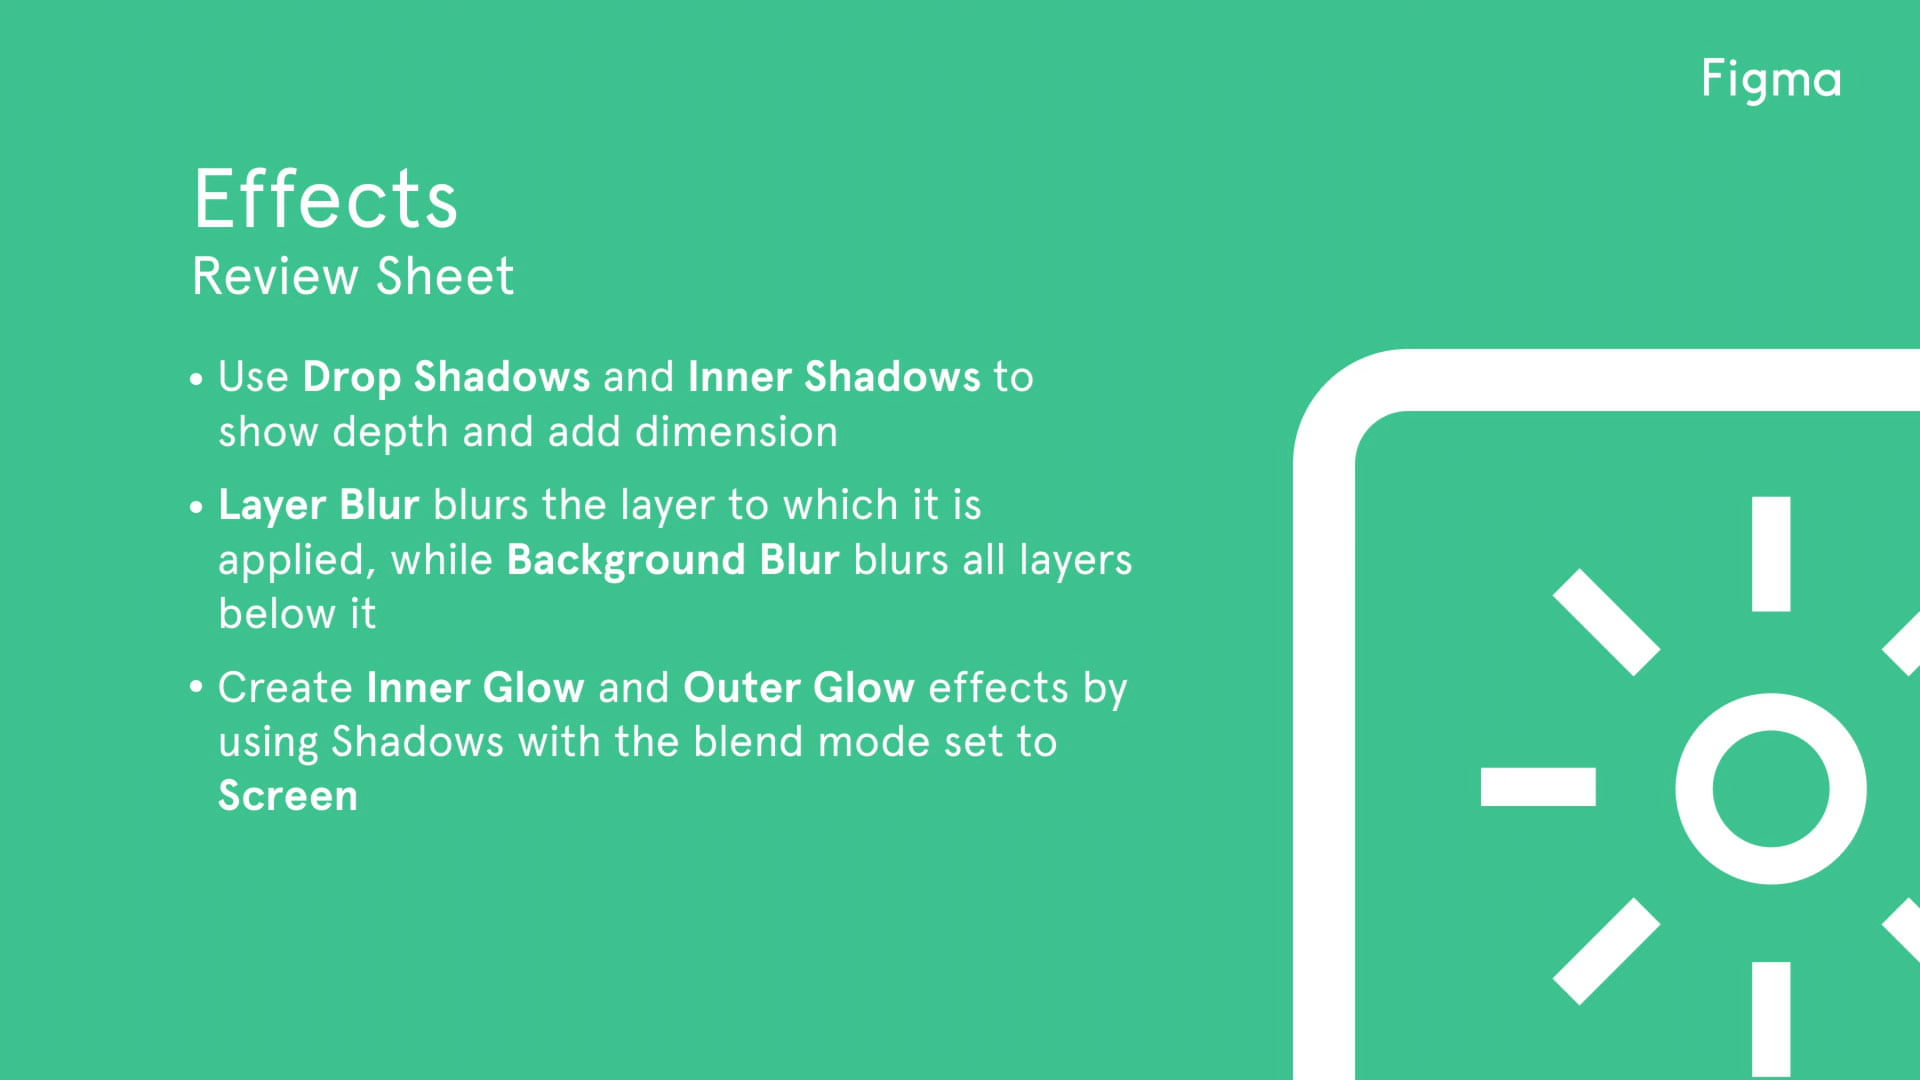 Figma
Effects
Review Sheet
• Use Drop Shadows and Inner Shadows to
show depth and add dimension
• Layer Blur blurs the layer to which it is
applied, while Background Blur blurs all layers
below it
• Create Inner Glow and Outer Glow effects by
using Shadows with the blend mode set to
Screen